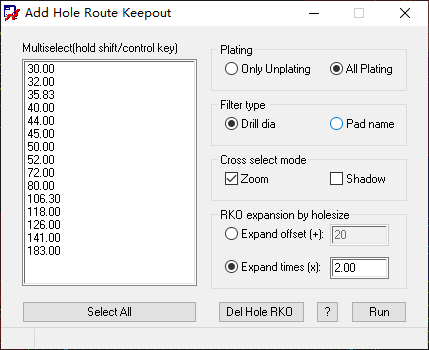 Add Hole Route Keepout
Multiselect(hold shift/control key)
30.00
32.00
35.83
40.00
44.00
45.00
50.00
52.00
72.00
80.00
106.30
118.00
126.00
141.00
183.00
Select All
Plating
Only Unplating All Plating
Filter type
Drill dia Pad name
Cross select mode
Zoom Shadow
RKO expansion by holesize
Expand offset (+): 20
Expand times (x): 2.00
Del Hole RKO ? Run